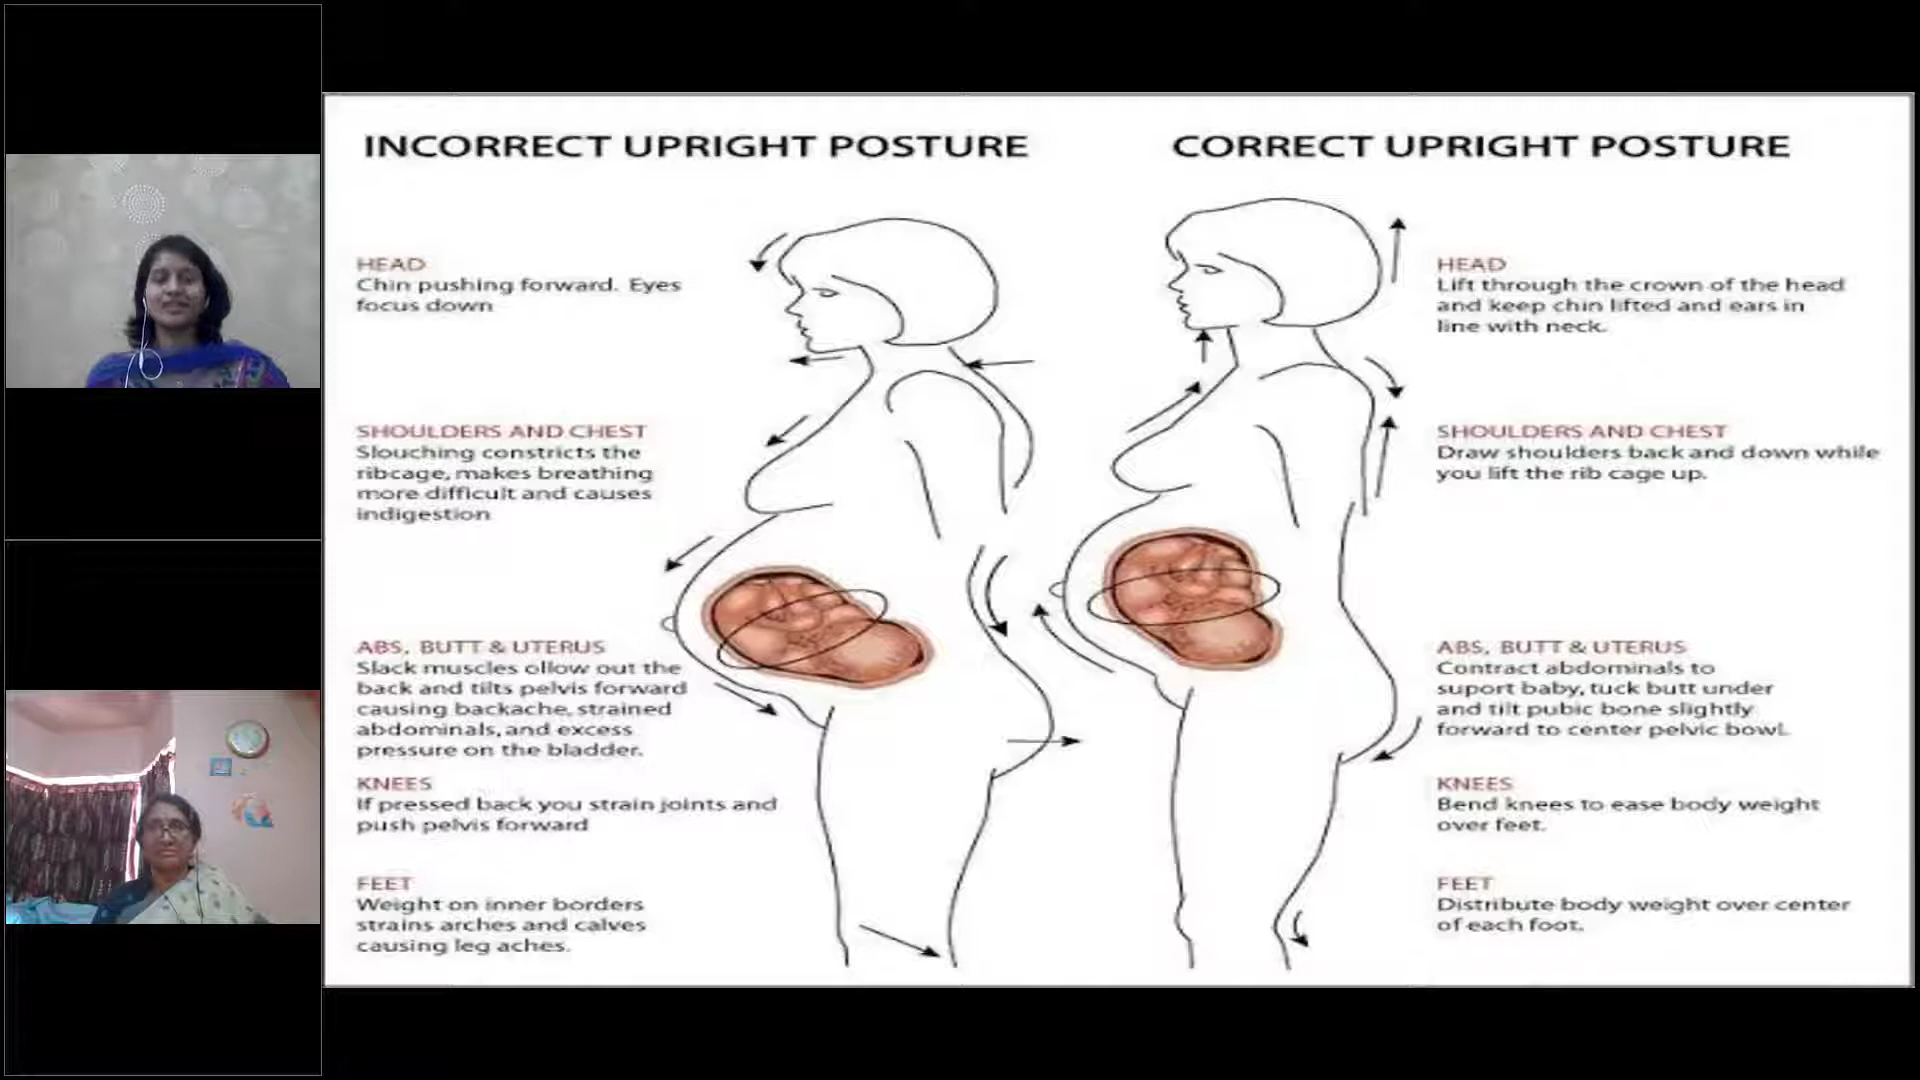 INCORRECT UPRIGHT POSTURE
HEAD
Chin pushing forward. Eyes
focus down
SHOULDERS AND CHEST
Slouching constricts the
ribcage, makes breathing
more difficult and causes
indigestion
ABS, BUTT & UTERUS
Slack muscles ollow out the
back and tilts pelvis forward
causing backache, strained
abdominals, and excess
pressure on the bladder.
KNEES
If pressed back you strain joints and
push pelvis forward
FEET
Weight on inner borders
strains arches and calves
causing leg aches.
CORRECT UPRIGHT POSTURE
HEAD
Lift through the crown of the head
and keep chin lifted and ears in
line with neck.
SHOULDERS AND CHEST
Draw shoulders back and down while
you lift the rib cage up.
ABS, BUTT & UTERUS
Contract abdominals to
suport baby, tuck butt under
and tilt pubic bone slightly
forward to center pelvic bowl.
KNEES
Bend knees to ease body weight
over feet.
FEET
Distribute body weight over center
of each foot.